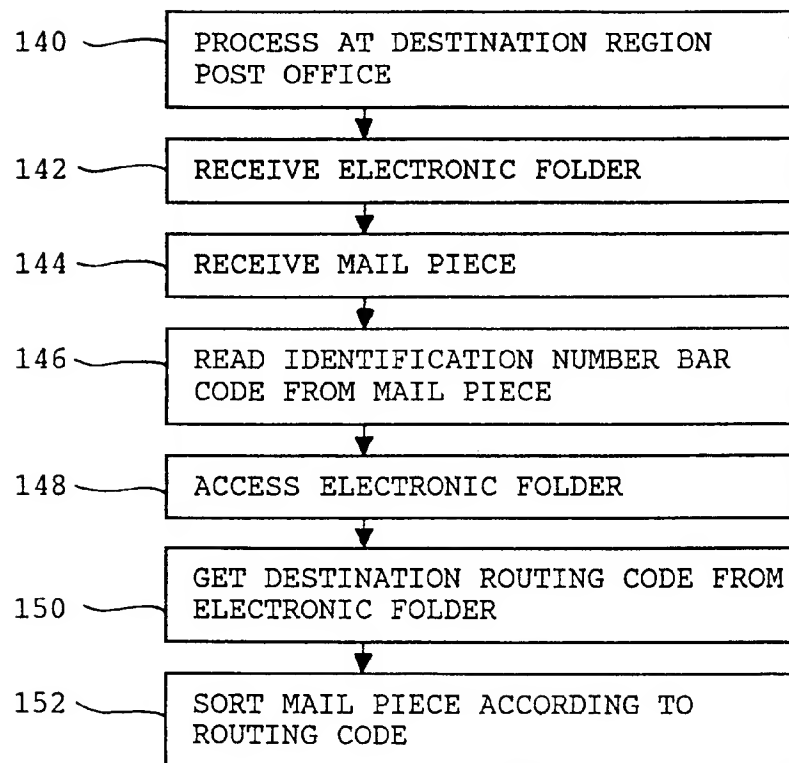 140 PROCESS AT DESTINATION REGION
POST OFFICE
142 RECEIVE ELECTRONIC FOLDER
144 RECEIVE MAIL PIECE
146 READ IDENTIFICATION NUMBER BAR
CODE FROM MAIL PIECE
148 ACCESS ELECTRONIC FOLDER
GET DESTINATION ROUTING CODE FROM
150 ELECTRONIC FOLDER
152 SORT MAIL PIECE ACCORDING TO
ROUTING CODE